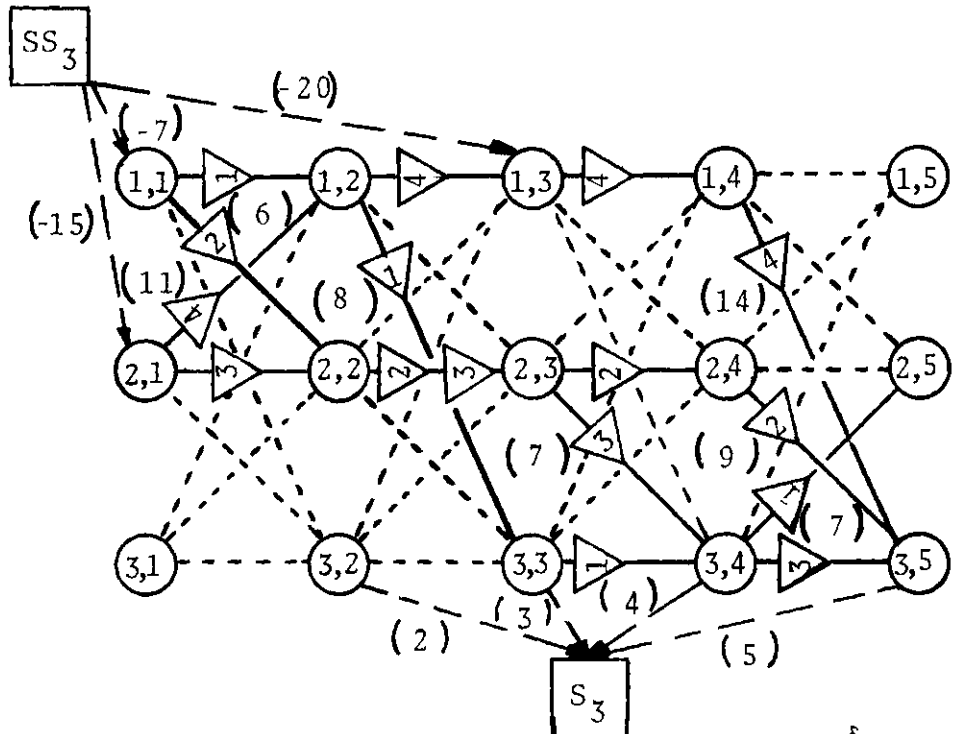 SS3
(-20)
(-7)
1,1 1 1,2 4 1,3 4 1,4 1,5
(-15)
2 (6) 1 4
(11) 4 (8) (14)
2,1 3 2,2 2 3 2,3 2 2,4 2,5
(7) 3 (9) 2
1 (7)
3,1 3,2 3,3 1 3,4 3 3,5
(2) (3) (4) (5)
S3